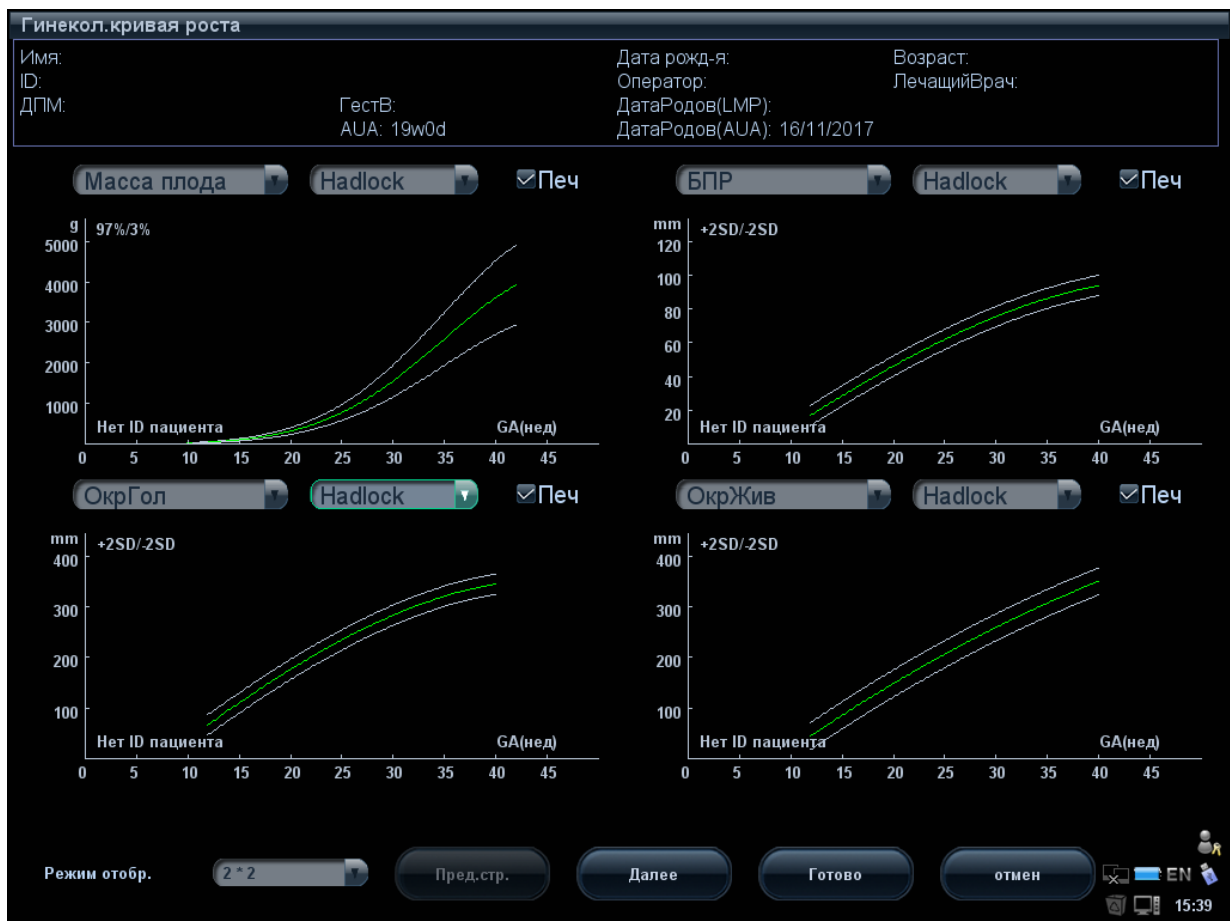 Гинекол.кривая роста
Имя: Дата рожд-я: Возраст:
ID: Оператор: ЛечащийВрач:
ДПМ: ГестВ: ДатаРодов(LMP):
AUA: 19w0d ДатаРодов(AUA): 16/11/2017
Масса плода Hadlock Печ БПР Hadlock Печ
g 97%/3%
5000
4000
3000
2000
1000
Нет ID пациента GA(нед)
0 5 10 15 20 25 30 35 40 45
mm +2SD/-2SD
120
100
80
60
40
20
Нет ID пациента GA(нед)
0 5 10 15 20 25 30 35 40 45
ОкрГол Hadlock Печ ОкрЖив Hadlock Печ
mm +2SD/-2SD
400
300
200
100
Нет ID пациента GA(нед)
0 5 10 15 20 25 30 35 40 45
mm +2SD/-2SD
400
300
200
100
Нет ID пациента GA(нед)
0 5 10 15 20 25 30 35 40 45
Режим отобр. 2 * 2 Пред.стр. Далее Готово отмен EN
15:39